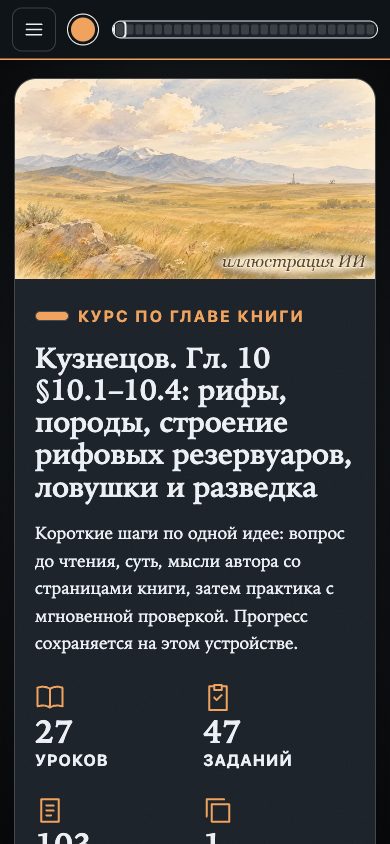 иллюстрация ИИ
КУРС ПО ГЛАВЕ КНИГИ
Кузнецов. Гл. 10
§10.1–10.4: рифы,
породы, строение
рифовых резервуаров,
ловушки и разведка
Короткие шаги по одной идее: вопрос
до чтения, суть, мысли автора со
страницами книги, затем практика с
мгновенной проверкой. Прогресс
сохраняется на этом устройстве.
27 47
УРОКОВ ЗАДАНИЙ